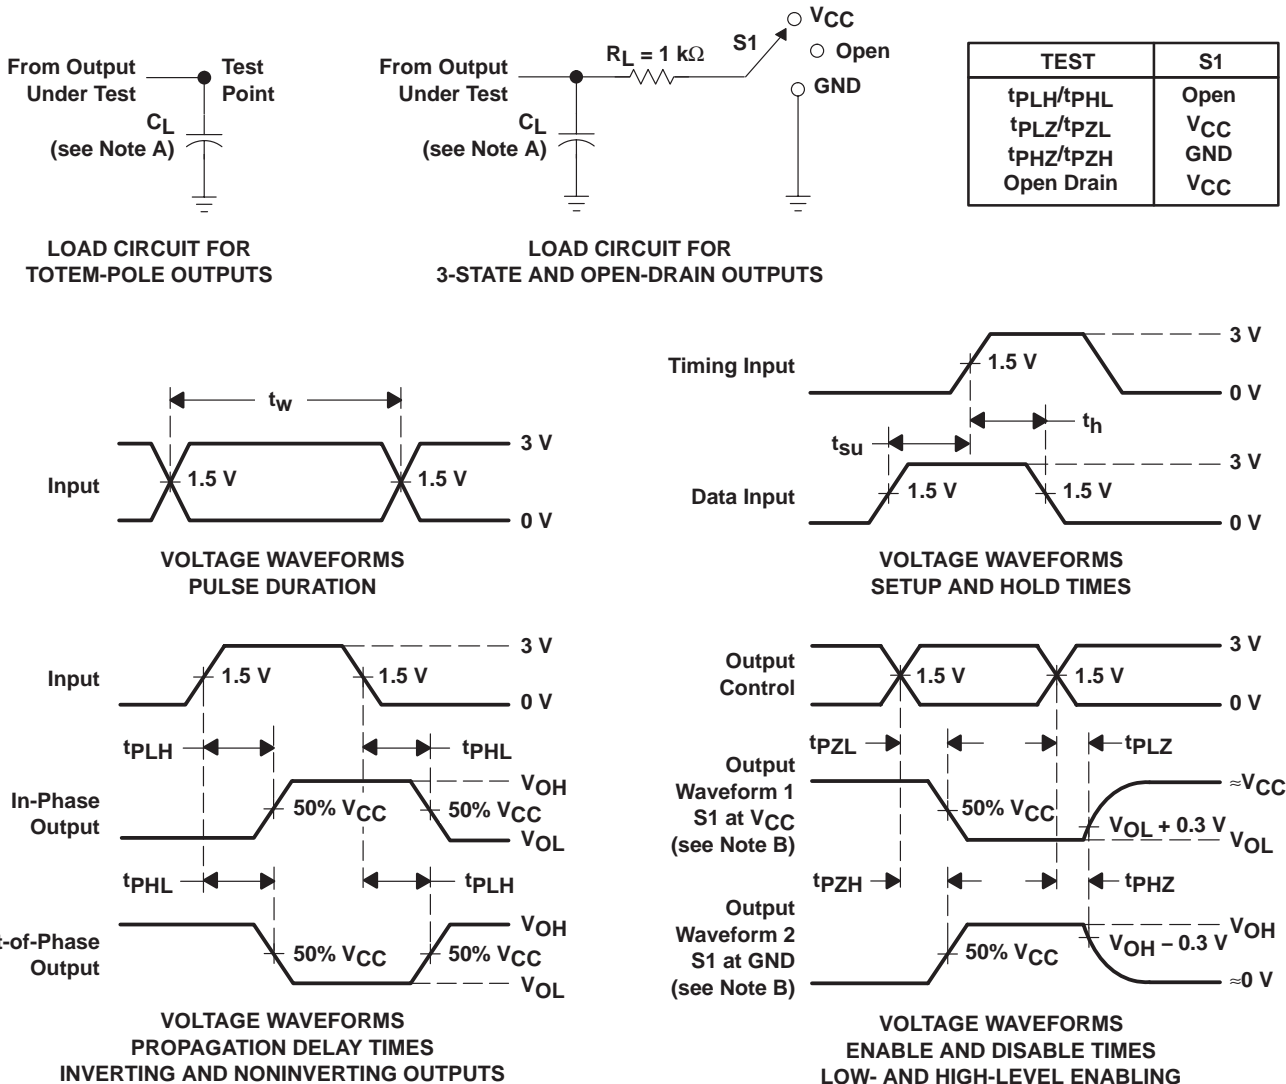 From Output
Under Test
Test
Point
CL
(see Note A)
LOAD CIRCUIT FOR
TOTEM-POLE OUTPUTS
From Output
Under Test
RL = 1 kΩ
S1
VCC
Open
GND
CL
(see Note A)
LOAD CIRCUIT FOR
3-STATE AND OPEN-DRAIN OUTPUTS
TEST S1
tPLH/tPHL Open
tPLZ/tPZL VCC
tPHZ/tPZH GND
Open Drain VCC
tw
Input
1.5 V
1.5 V
3 V
0 V
VOLTAGE WAVEFORMS
PULSE DURATION
Timing Input
1.5 V
3 V
0 V
th
tsu
Data Input
1.5 V
1.5 V
3 V
0 V
VOLTAGE WAVEFORMS
SETUP AND HOLD TIMES
Input
1.5 V
1.5 V
3 V
0 V
tPLH
tPHL
In-Phase
Output
50% VCC
50% VCC
VOH
VOL
tPHL
tPLH
t-of-Phase
Output
50% VCC
50% VCC
VOH
VOL
VOLTAGE WAVEFORMS
PROPAGATION DELAY TIMES
INVERTING AND NONINVERTING OUTPUTS
Output
Control
1.5 V
1.5 V
3 V
0 V
tPZL
tPLZ
Output
Waveform 1
S1 at VCC
(see Note B)
50% VCC
VOL + 0.3 V
≈VCC
VOL
tPZH
tPHZ
Output
Waveform 2
S1 at GND
(see Note B)
50% VCC
VOH − 0.3 V
VOH
≈0 V
VOLTAGE WAVEFORMS
ENABLE AND DISABLE TIMES
LOW- AND HIGH-LEVEL ENABLING